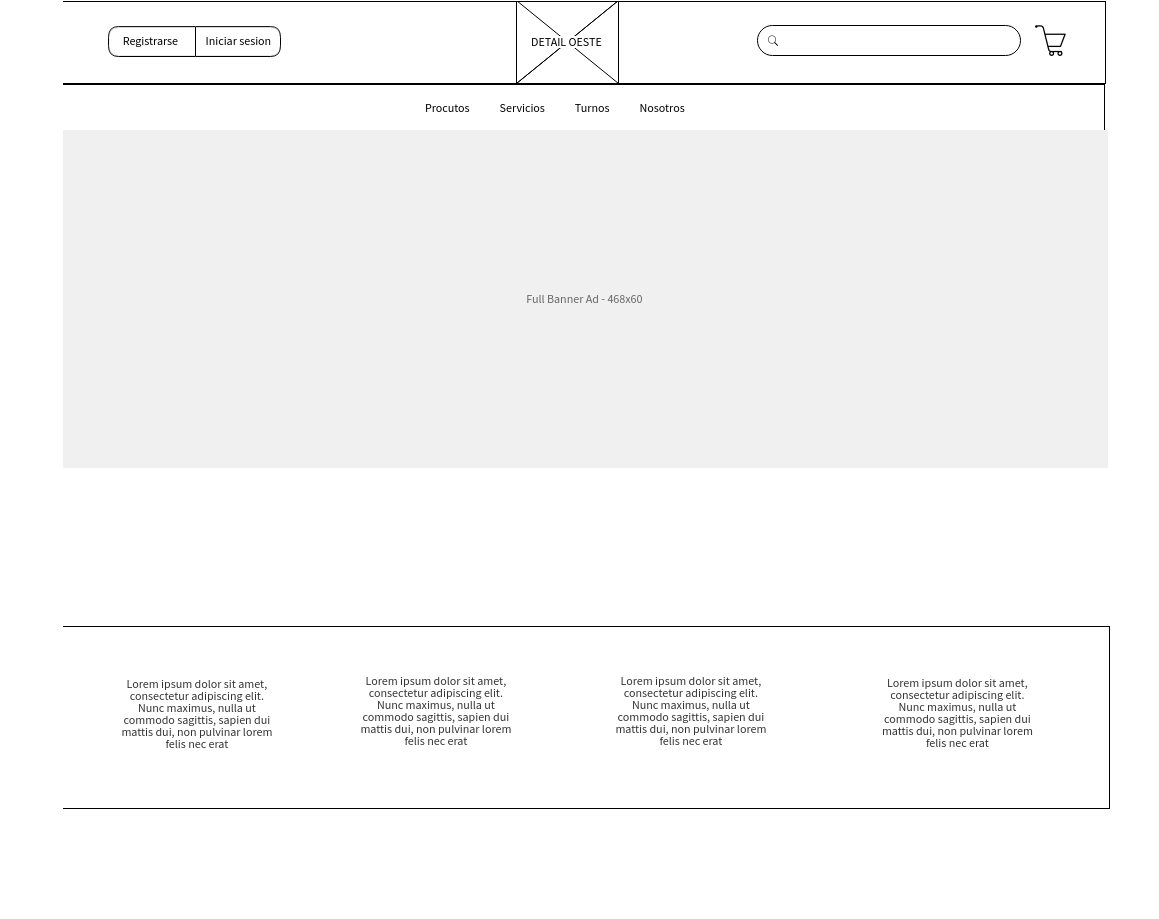 Registrarse
Iniciar sesion
DETAIL OESTE
Procutos
Servicios
Turnos
Nosotros
Full Banner Ad - 468x60
Lorem ipsum dolor sit amet,
consectetur adipiscing elit.
Nunc maximus, nulla ut
commodo sagittis, sapien dui
mattis dui, non pulvinar lorem
felis nec erat
Lorem ipsum dolor sit amet,
consectetur adipiscing elit.
Nunc maximus, nulla ut
commodo sagittis, sapien dui
mattis dui, non pulvinar lorem
felis nec erat
Lorem ipsum dolor sit amet,
consectetur adipiscing elit.
Nunc maximus, nulla ut
commodo sagittis, sapien dui
mattis dui, non pulvinar lorem
felis nec erat
Lorem ipsum dolor sit amet,
consectetur adipiscing elit.
Nunc maximus, nulla ut
commodo sagittis, sapien dui
mattis dui, non pulvinar lorem
felis nec erat